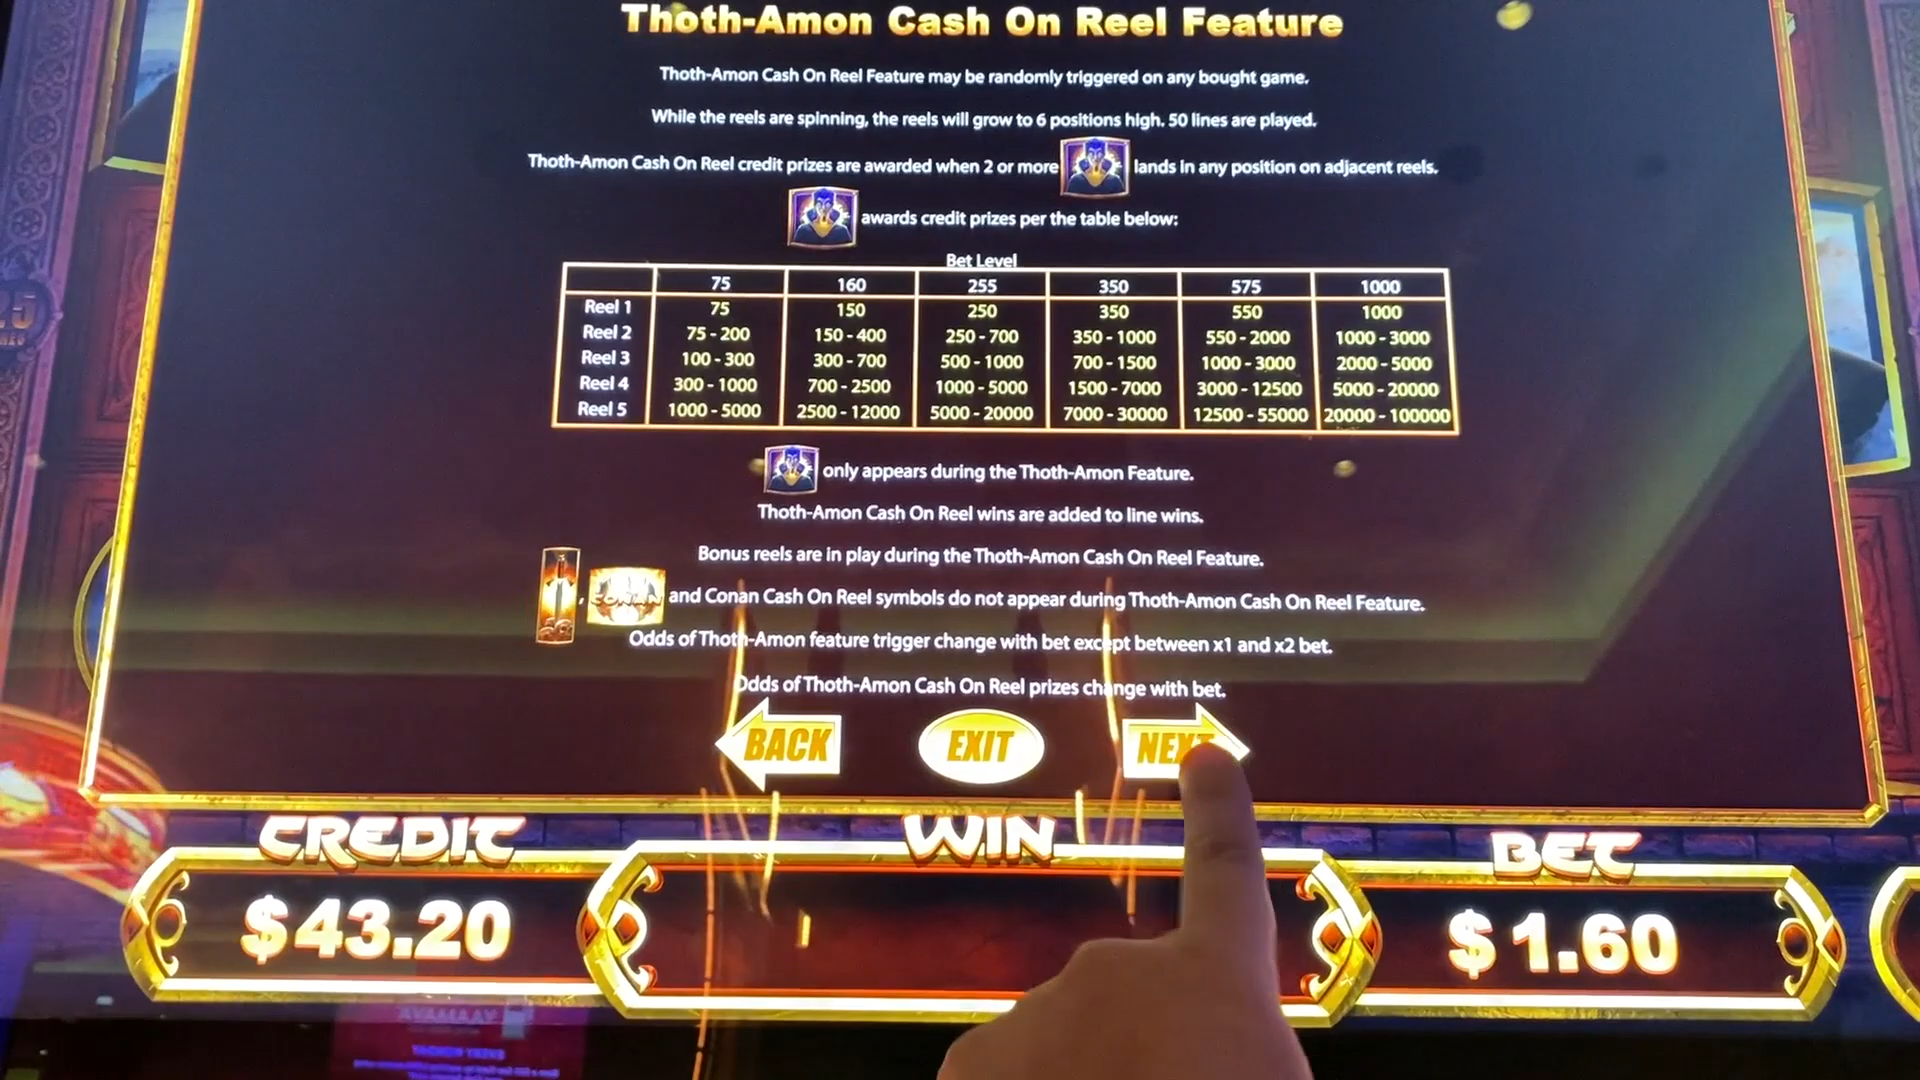 Thoth-Amon Cash On Reel Feature
Thoth-Amon Cash On Reel Feature may be randomly triggered on any bought game.
While the reels are spinning, the reels will grow to 6 positions high. 50 lines are played.
Thoth-Amon Cash On Reel credit prizes are awarded when 2 or more lands in any position on adjacent reels.
awards credit prizes per the table below:
Bet Level
75 160 255 350 575 1000
Reel 1 75 150 250 350 550 1000
Reel 2 75 - 200 150 - 400 250 - 700 350 - 1000 550 - 2000 1000 - 3000
Reel 3 100 - 300 300 - 700 500 - 1000 700 - 1500 1000 - 3000 2000 - 5000
Reel 4 300 - 1000 700 - 2500 1000 - 5000 1500 - 7000 3000 - 12500 5000 - 20000
Reel 5 1000 - 5000 2500 - 12000 5000 - 20000 7000 - 30000 12500 - 55000 20000 - 100000
only appears during the Thoth-Amon Feature.
Thoth-Amon Cash On Reel wins are added to line wins.
Bonus reels are in play during the Thoth-Amon Cash On Reel Feature.
, CONAN and Conan Cash On Reel symbols do not appear during Thoth-Amon Cash On Reel Feature.
Odds of Thoth-Amon feature trigger change with bet except between x1 and x2 bet.
Odds of Thoth-Amon Cash On Reel prizes change with bet.
BACK EXIT NEXT
CREDIT WIN BET
$43.20 $1.60